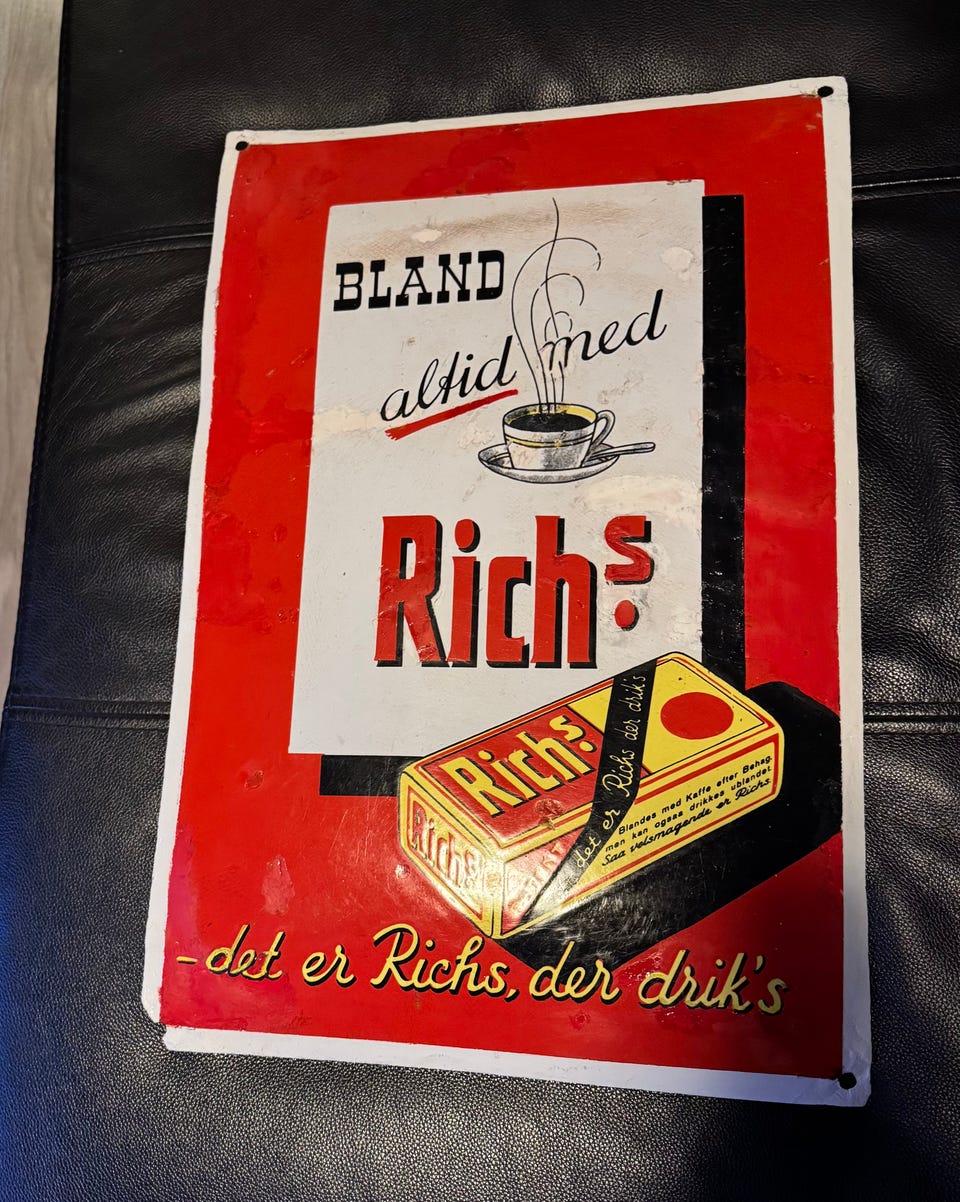 BLAND
altid med
Richs.
Richs.
det er Richs der drik's
Richs.
Blandes med Kaffe efter Behag.
men kan ogsaa drikkes ublandet
Saa velsmagende er Richs.
– det er Richs, der drik's